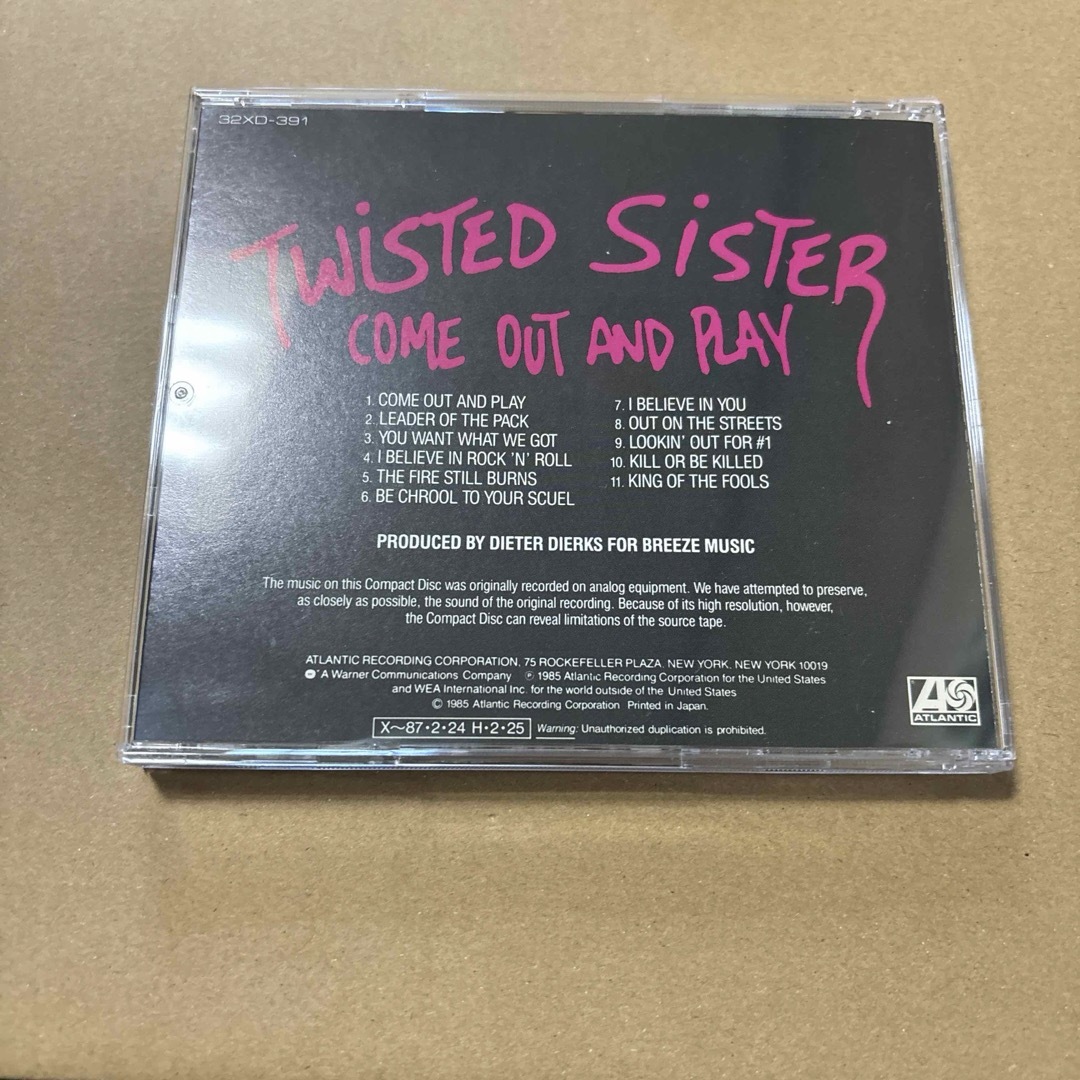 32XD-391
TWiSTED SiSTER
COME OUT AND PLAY
1. COME OUT AND PLAY
2. LEADER OF THE PACK
3. YOU WANT WHAT WE GOT
4. I BELIEVE IN ROCK 'N' ROLL
5. THE FIRE STILL BURNS
6. BE CHROOL TO YOUR SCUEL
7. I BELIEVE IN YOU
8. OUT ON THE STREETS
9. LOOKIN' OUT FOR #1
10. KILL OR BE KILLED
11. KING OF THE FOOLS
PRODUCED BY DIETER DIERKS FOR BREEZE MUSIC
The music on this Compact Disc was originally recorded on analog equipment. We have attempted to preserve,
as closely as possible, the sound of the original recording. Because of its high resolution, however,
the Compact Disc can reveal limitations of the source tape.
ATLANTIC RECORDING CORPORATION, 75 ROCKEFELLER PLAZA, NEW YORK, NEW YORK 10019
A Warner Communications Company ℗ 1985 Atlantic Recording Corporation for the United States
and WEA International Inc. for the world outside of the United States
© 1985 Atlantic Recording Corporation Printed in Japan.
X〜87・2・24 H・2・25 Warning: Unauthorized duplication is prohibited.
ATLANTIC